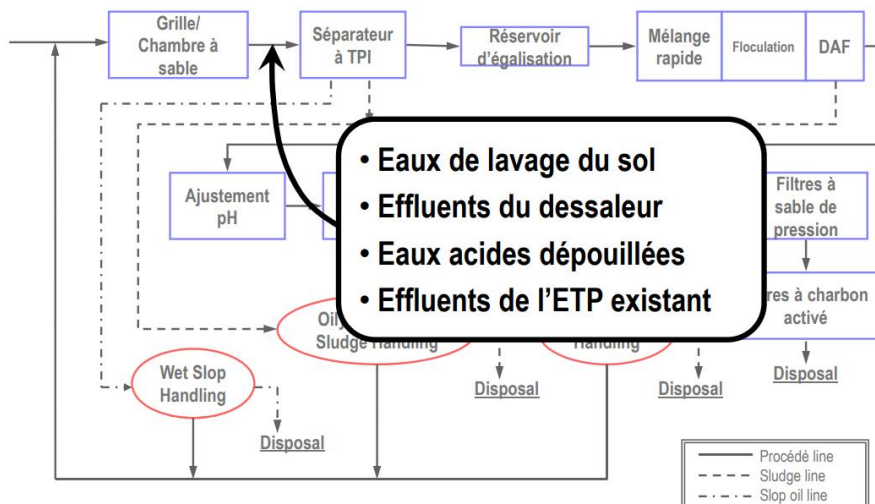 Grille/
Chambre à
sable
Séparateur
à TPI
Réservoir
d'égalisation
Mélange
rapide
Floculation
DAF
• Eaux de lavage du sol
• Effluents du dessaleur
• Eaux acides dépouillées
• Effluents de l'ETP existant
Ajustement
pH
Filtres à
sable de
pression
à charbon
activé
Sludge Handling
Handling
Wet Slop
Handling
Disposal
Disposal
Disposal
Disposal
Procédé line
Sludge line
Slop oil line